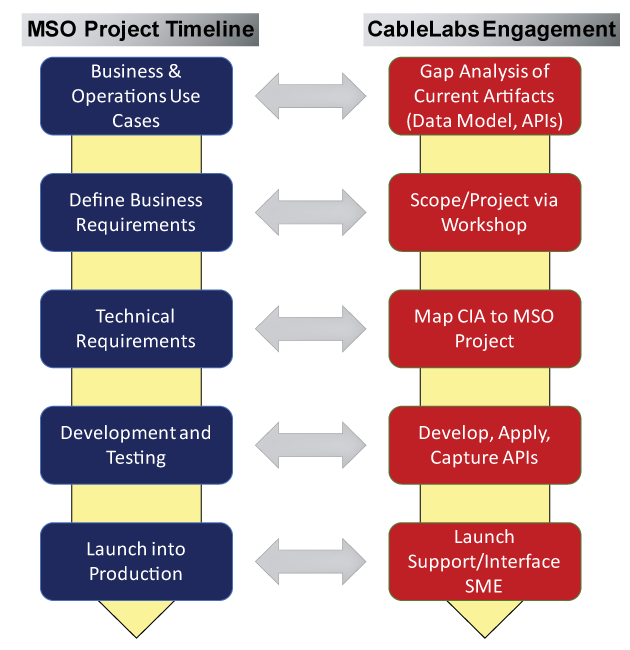 MSO Project Timeline
CableLabs Engagement
Business &
Operations Use
Cases
Gap Analysis of
Current Artifacts
(Data Model, APIs)
Define Business
Requirements
Scope/Project via
Workshop
Technical
Requirements
Map CIA to MSO
Project
Development and
Testing
Develop, Apply,
Capture APIs
Launch into
Production
Launch
Support/Interface
SME